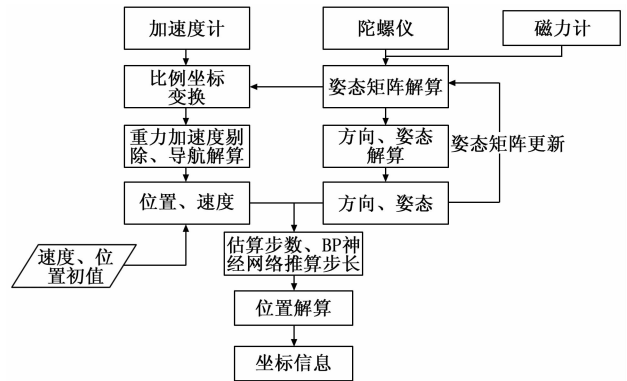 加速度计
陀螺仪
磁力计
比例坐标
变换
姿态矩阵解算
重力加速度剔
除、导航解算
方向、姿态
解算
姿态矩阵更新
位置、速度
方向、姿态
速度、位
置初值
估算步数、BP神
经网络推算步长
位置解算
坐标信息